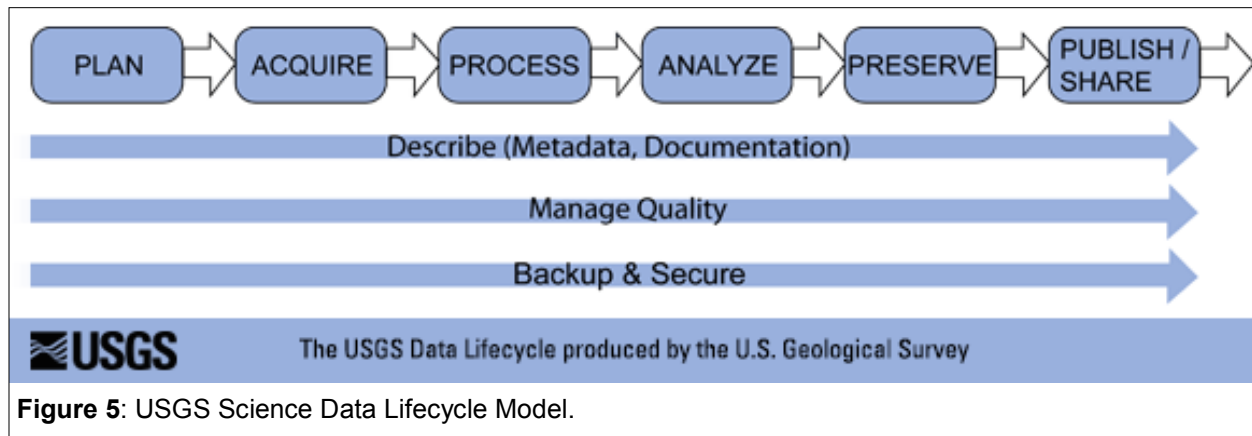 PLAN
ACQUIRE
PROCESS
ANALYZE
PRESERVE
PUBLISH /
SHARE
Describe (Metadata, Documentation)
Manage Quality
Backup & Secure
USGS
The USGS Data Lifecycle produced by the U.S. Geological Survey
Figure 5: USGS Science Data Lifecycle Model.